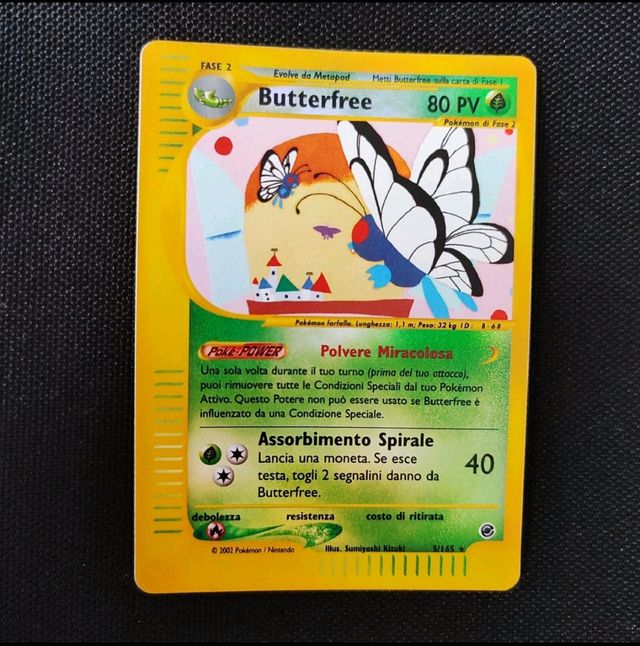 FASE 2
Evolve da Metapod Metti Butterfree sulla carta di Fase 1
Butterfree 80 PV
Pokémon di Fase 2
Pokémon farfalla. Lunghezza: 1,1 m; Peso: 32 kg ID: 8-68
Poké-POWER Polvere Miracolosa
Una sola volta durante il tuo turno (prima del tuo attacco),
puoi rimuovere tutte le Condizioni Speciali dal tuo Pokémon
Attivo. Questo Potere non può essere usato se Butterfree è
influenzato da una Condizione Speciale.
Assorbimento Spirale
Lancia una moneta. Se esce
testa, togli 2 segnalini danno da
Butterfree.
40
debolezza resistenza costo di ritirata
© 2002 Pokémon / Nintendo Illus. Sumiyoshi Kizuki 5/165 ★